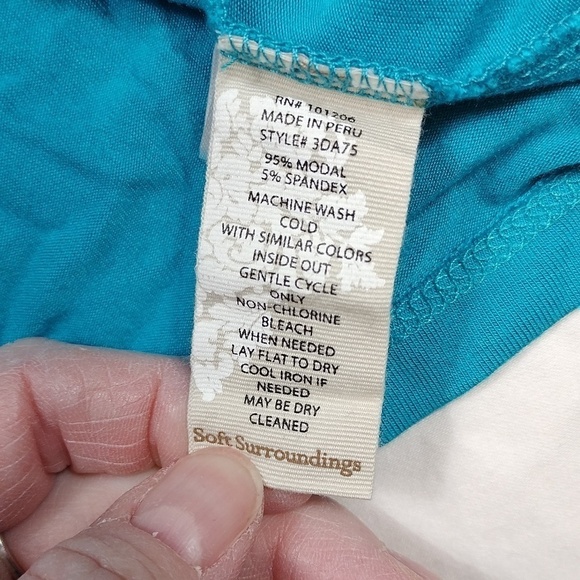 RN# 101206
MADE IN PERU
STYLE# 3DA75
95% MODAL
5% SPANDEX
MACHINE WASH
COLD
WITH SIMILAR COLORS
INSIDE OUT
GENTLE CYCLE
ONLY
NON-CHLORINE
BLEACH
WHEN NEEDED
LAY FLAT TO DRY
COOL IRON IF
NEEDED
MAY BE DRY
CLEANED
Soft Surroundings